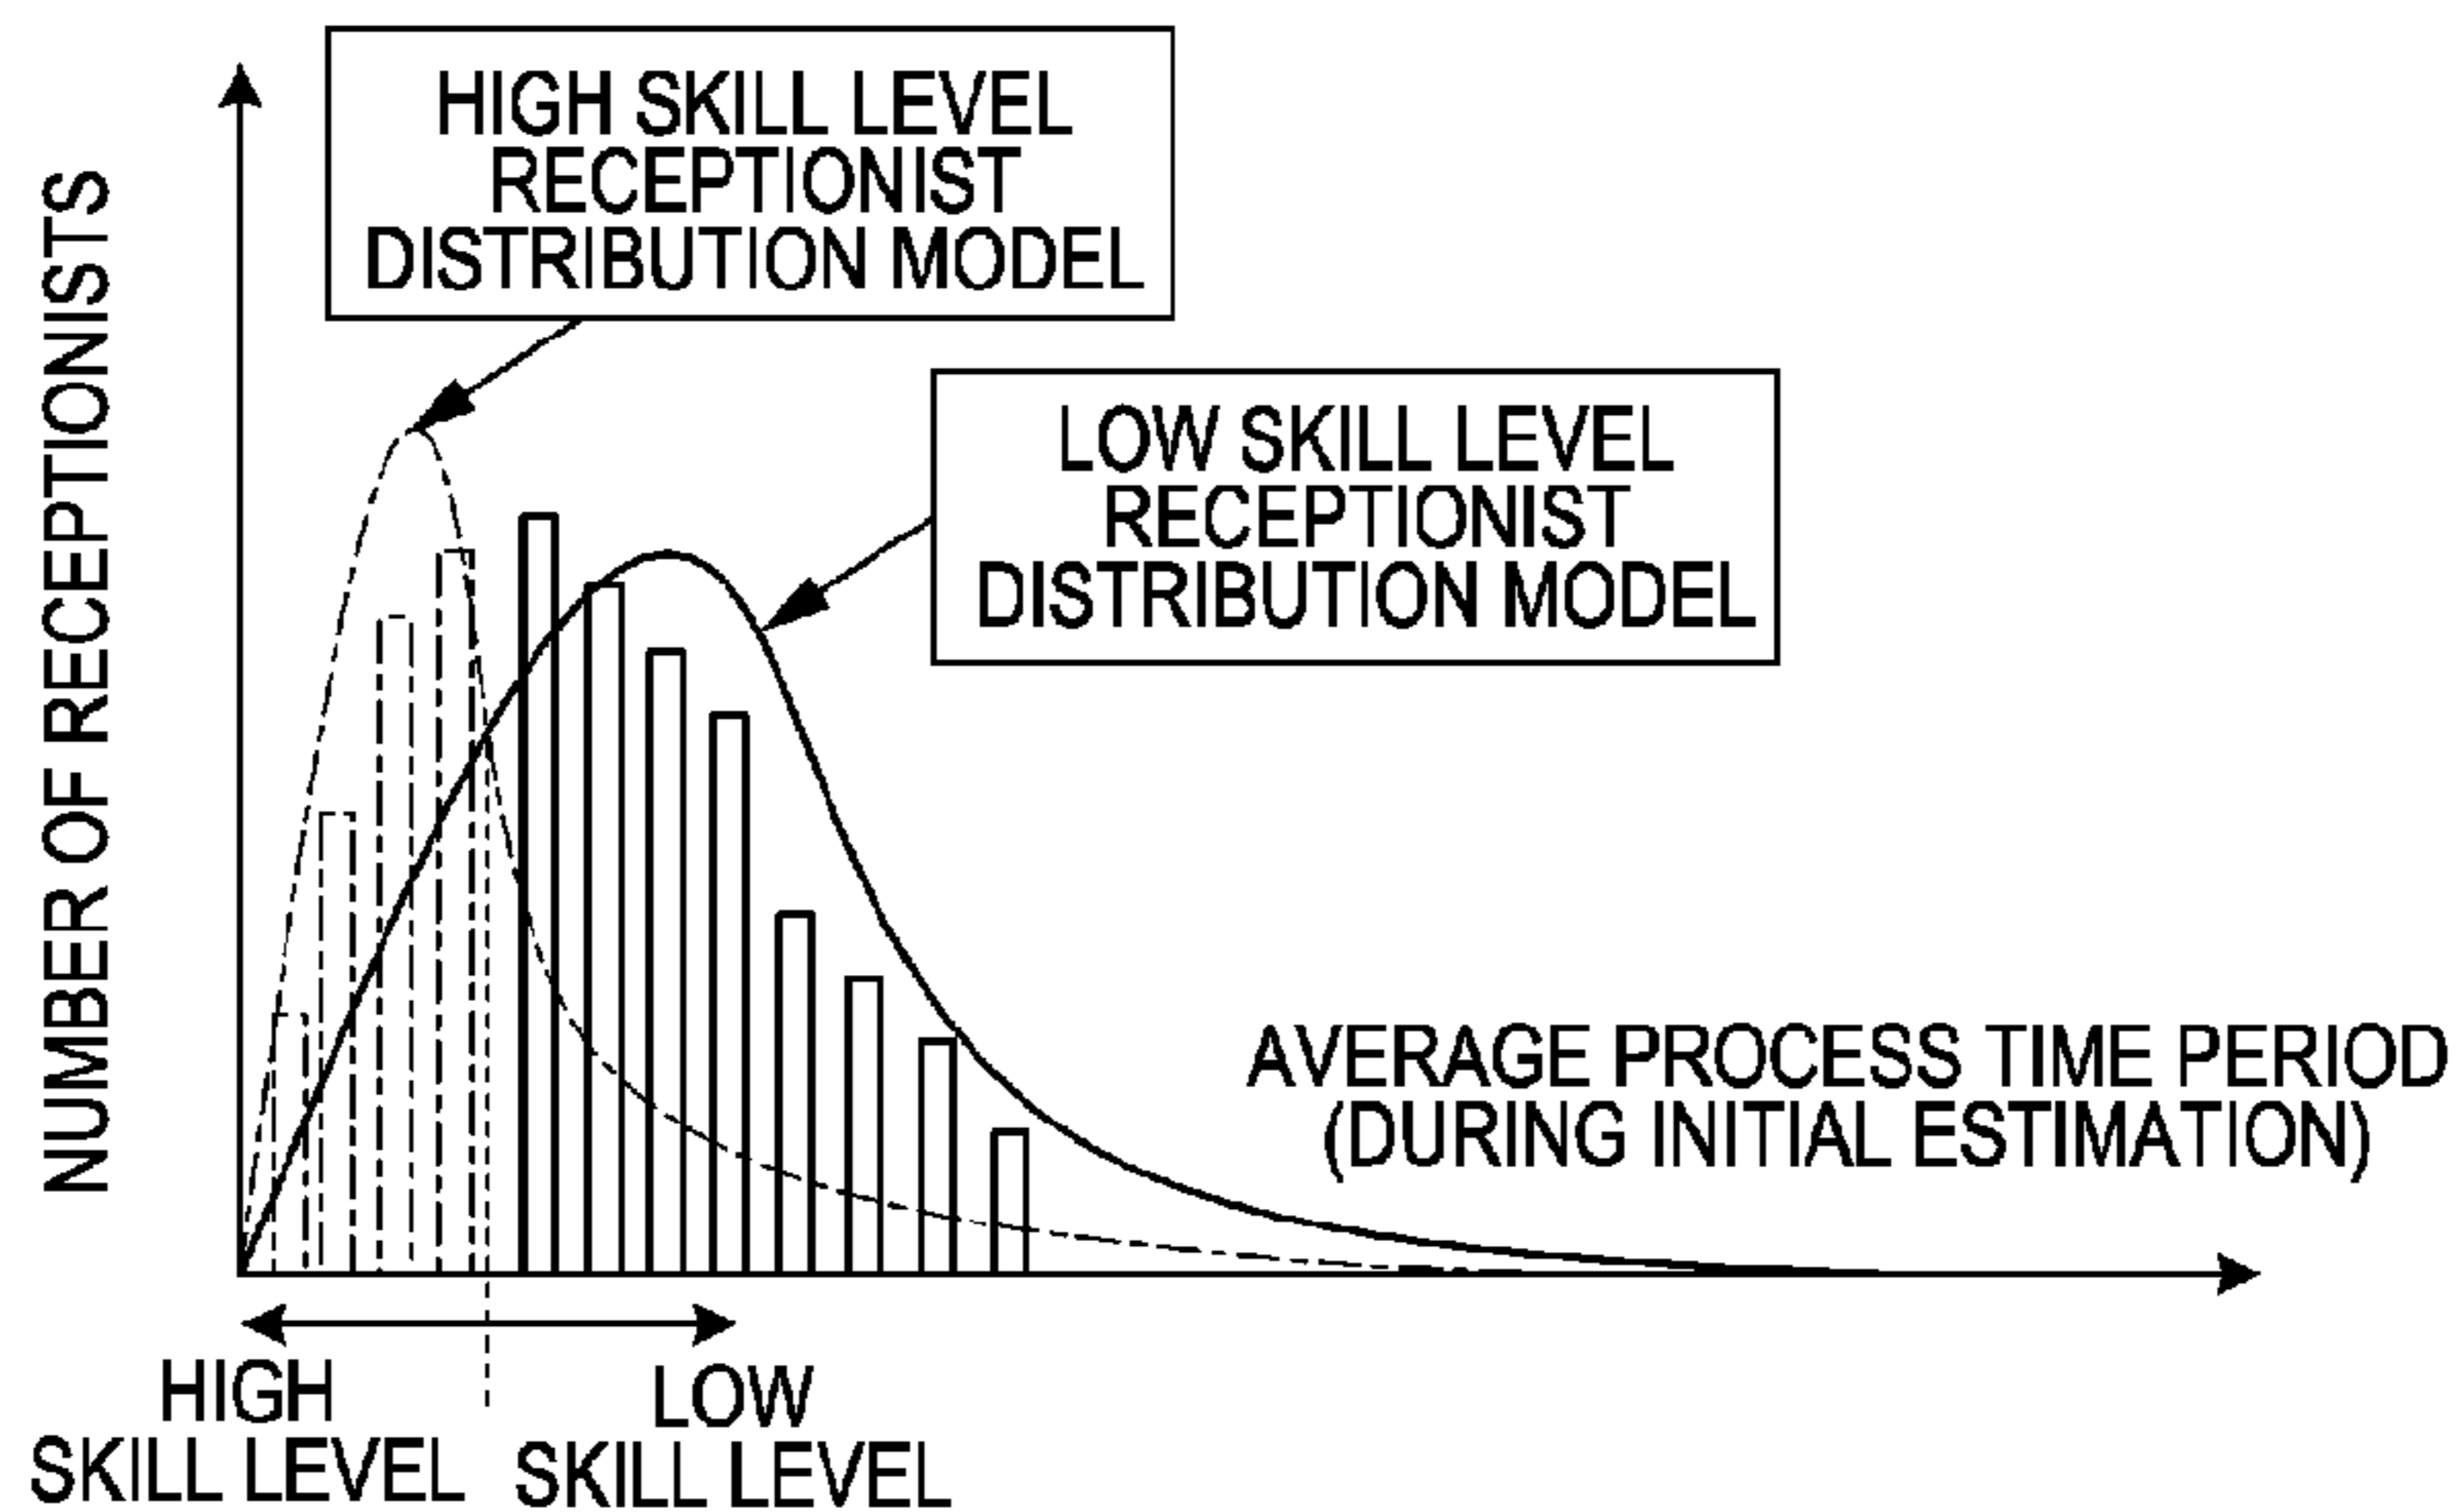 HIGH SKILL LEVEL
RECEPTIONIST
DISTRIBUTION MODEL
LOW SKILL LEVEL
RECEPTIONIST
DISTRIBUTION MODEL
NUMBER OF RECEPTIONISTS
AVERAGE PROCESS TIME PERIOD
(DURING INITIAL ESTIMATION)
HIGH
SKILL LEVEL
LOW
SKILL LEVEL